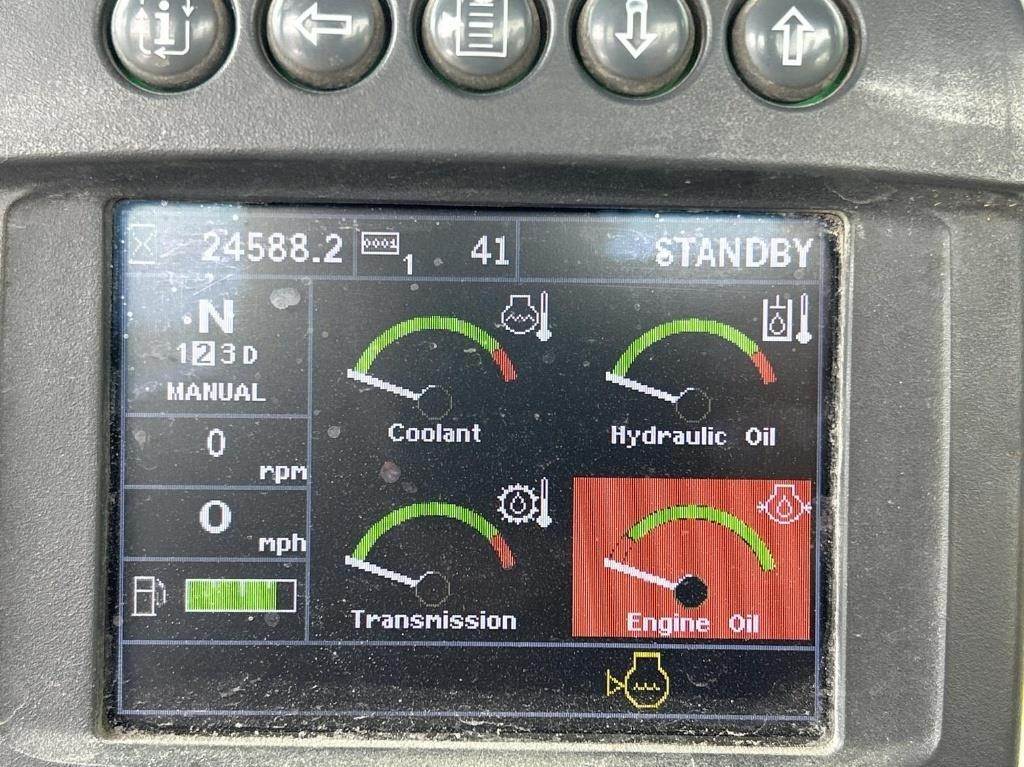 24588.2 0001 1 41 STANDBY
N
1 2 3 D
MANUAL
0
rpm
0
mph
Coolant
Hydraulic Oil
Transmission
Engine Oil